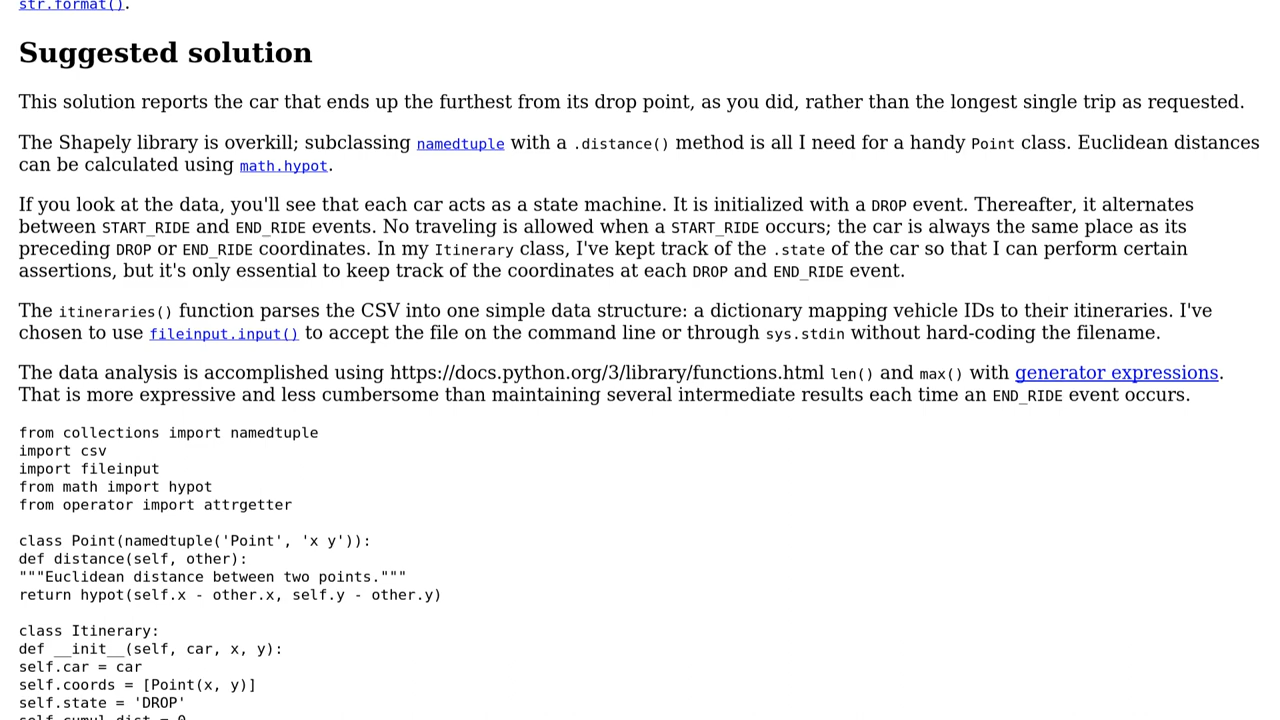 str.format().
Suggested solution
This solution reports the car that ends up the furthest from its drop point, as you did, rather than the longest single trip as requested.
The Shapely library is overkill; subclassing namedtuple with a .distance() method is all I need for a handy Point class. Euclidean distances
can be calculated using math.hypot.
If you look at the data, you'll see that each car acts as a state machine. It is initialized with a DROP event. Thereafter, it alternates
between START_RIDE and END_RIDE events. No traveling is allowed when a START_RIDE occurs; the car is always the same place as its
preceding DROP or END_RIDE coordinates. In my Itinerary class, I've kept track of the .state of the car so that I can perform certain
assertions, but it's only essential to keep track of the coordinates at each DROP and END_RIDE event.
The itineraries() function parses the CSV into one simple data structure: a dictionary mapping vehicle IDs to their itineraries. I've
chosen to use fileinput.input() to accept the file on the command line or through sys.stdin without hard-coding the filename.
The data analysis is accomplished using https://docs.python.org/3/library/functions.html len() and max() with generator expressions.
That is more expressive and less cumbersome than maintaining several intermediate results each time an END_RIDE event occurs.
from collections import namedtuple
import csv
import fileinput
from math import hypot
from operator import attrgetter
class Point(namedtuple('Point', 'x y')):
def distance(self, other):
"""Euclidean distance between two points."""
return hypot(self.x - other.x, self.y - other.y)
class Itinerary:
def __init__(self, car, x, y):
self.car = car
self.coords = [Point(x, y)]
self.state = 'DROP'
self.cumul_dist = 0